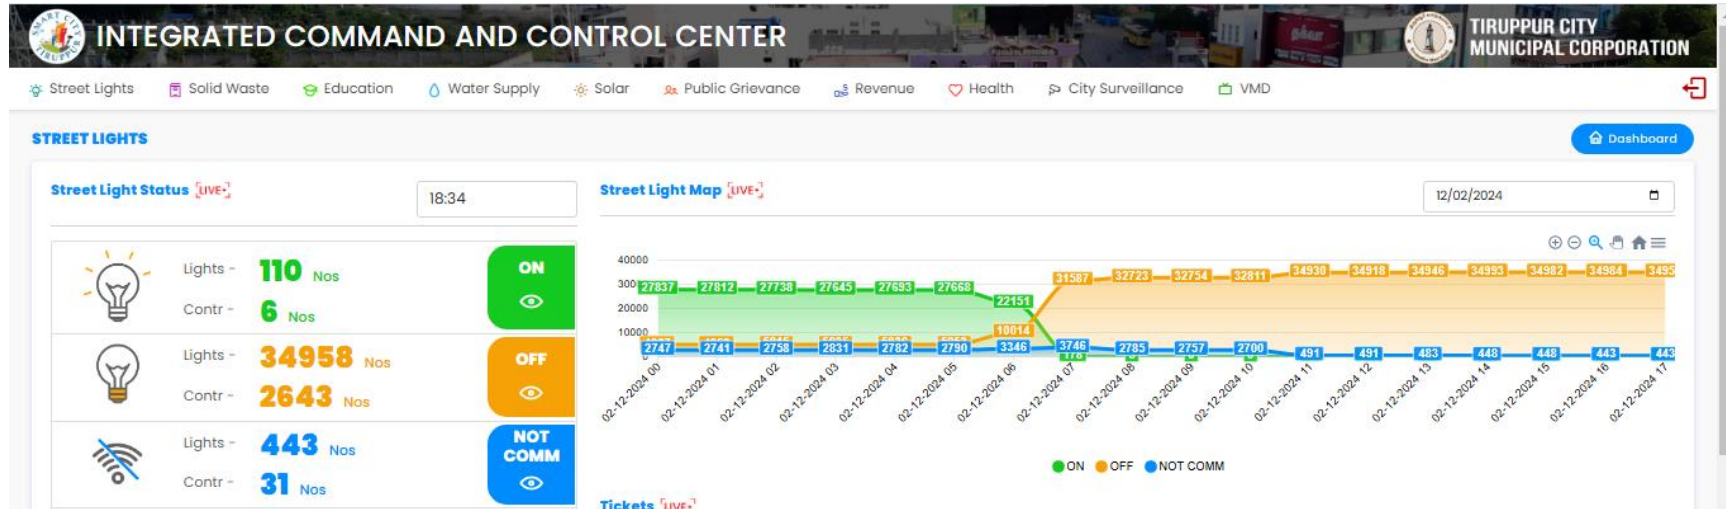 SMART CITY
TIRUPPUR
INTEGRATED COMMAND AND CONTROL CENTER
TIRUPPUR CITY
MUNICIPAL CORPORATION
Street Lights
Solid Waste
Education
Water Supply
Solar
Public Grievance
Revenue
Health
City Surveillance
VMD
STREET LIGHTS
Dashboard
Street Light Status [LIVE•]
18:34
Lights - 110 Nos
Contr - 6 Nos
ON
Lights - 34958 Nos
Contr - 2643 Nos
OFF
Lights - 443 Nos
Contr - 31 Nos
NOT
COMM
Street Light Map [LIVE•]
12/02/2024
40000
20000
10000
27837 27812 27738 27645 27693 27668 22151
10014 31587 32723 32754 32811 34930 34918 34946 34993 34982 34984 3495
2747 2741 2758 2831 2782 2790 3346 3746 2785 2757 2700 491 491 483 448 448 443 443
02-12-2024 00
02-12-2024 01
02-12-2024 02
02-12-2024 03
02-12-2024 04
02-12-2024 05
02-12-2024 06
02-12-2024 07
02-12-2024 08
02-12-2024 09
02-12-2024 10
02-12-2024 11
02-12-2024 12
02-12-2024 13
02-12-2024 14
02-12-2024 15
02-12-2024 16
02-12-2024 17
ON OFF NOT COMM
Tickets [LIVE•]